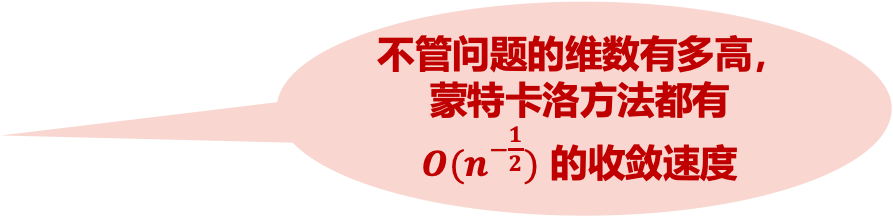 不管问题的维数有多高，
蒙特卡洛方法都有
$O(n^{-\frac{1}{2}})$ 的收敛速度